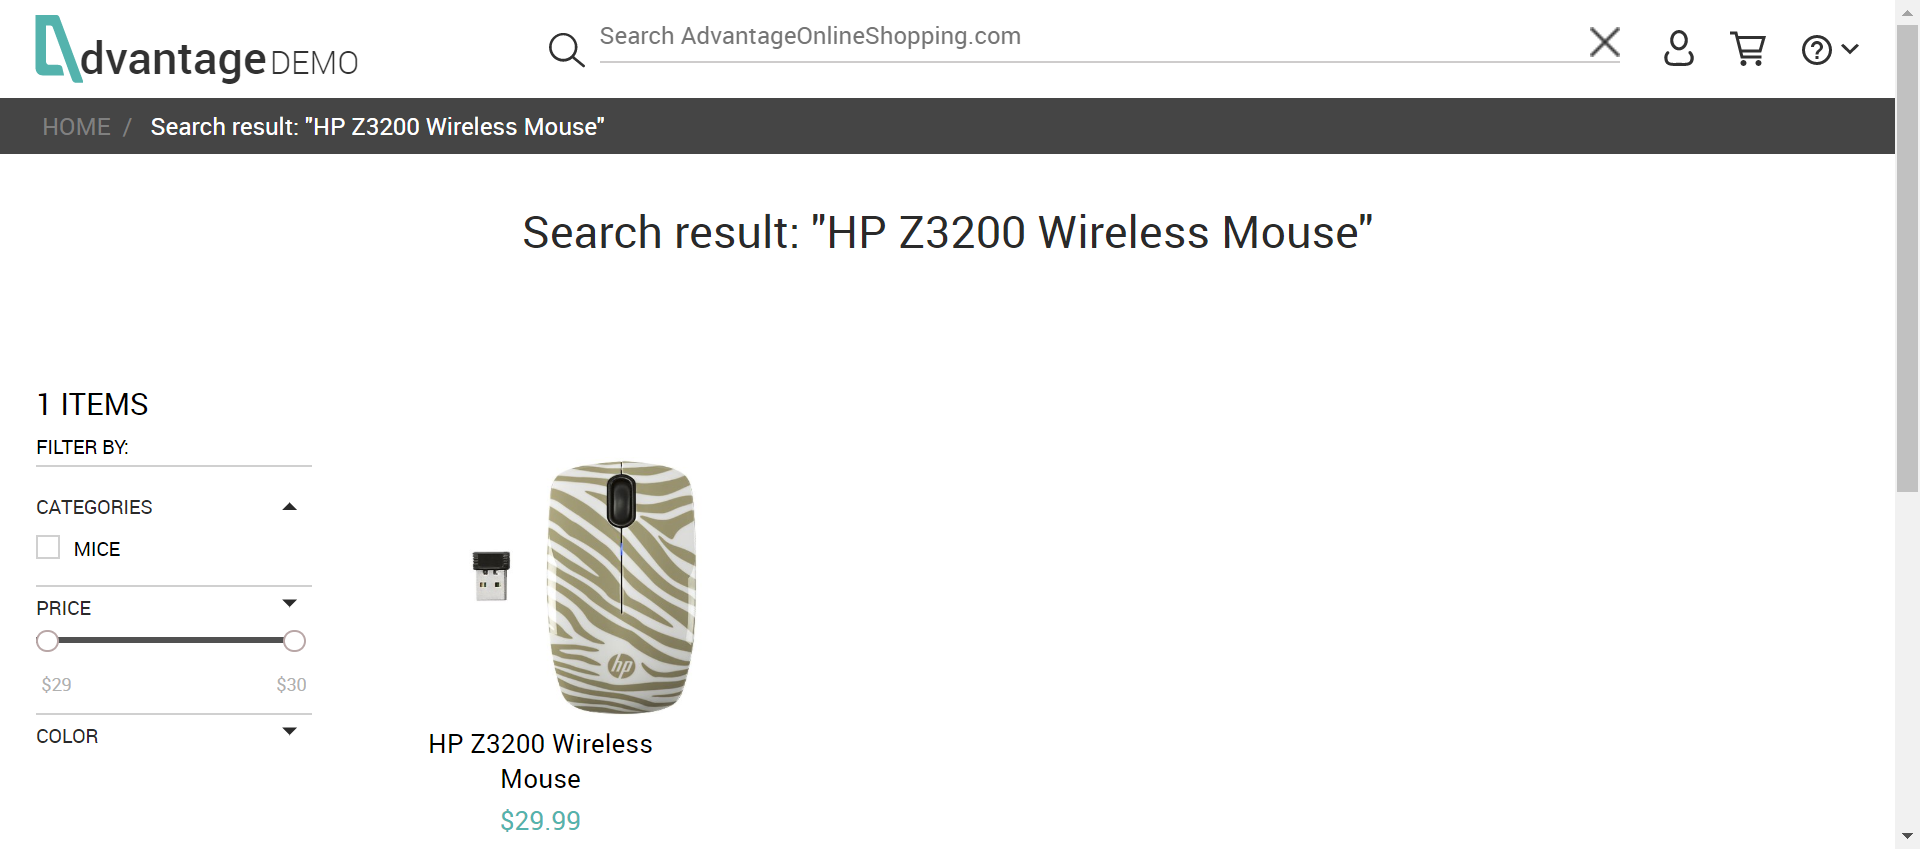 dvantage DEMO
Search AdvantageOnlineShopping.com
HOME / Search result: "HP Z3200 Wireless Mouse"
Search result: "HP Z3200 Wireless Mouse"
1 ITEMS
FILTER BY:
CATEGORIES
MICE
PRICE
$29 $30
COLOR
hp
HP Z3200 Wireless
Mouse
$29.99